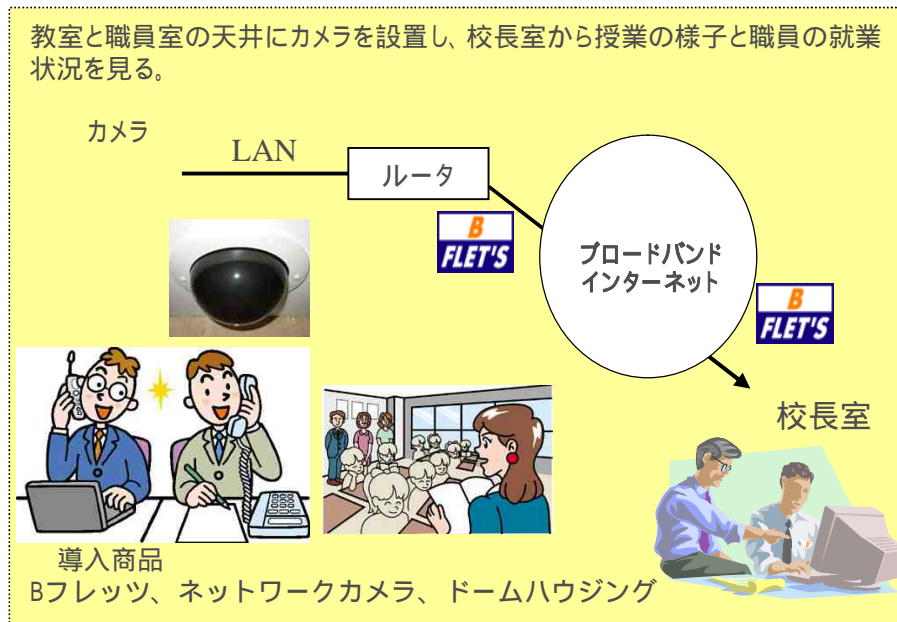 教室と職員室の天井にカメラを設置し、校長室から授業の様子と職員の就業
状況を見る。
カメラ
LAN
ルータ
B
FLET'S
ブロードバンド
インターネット
B
FLET'S
校長室
導入商品
Bフレッツ、ネットワークカメラ、ドームハウジング